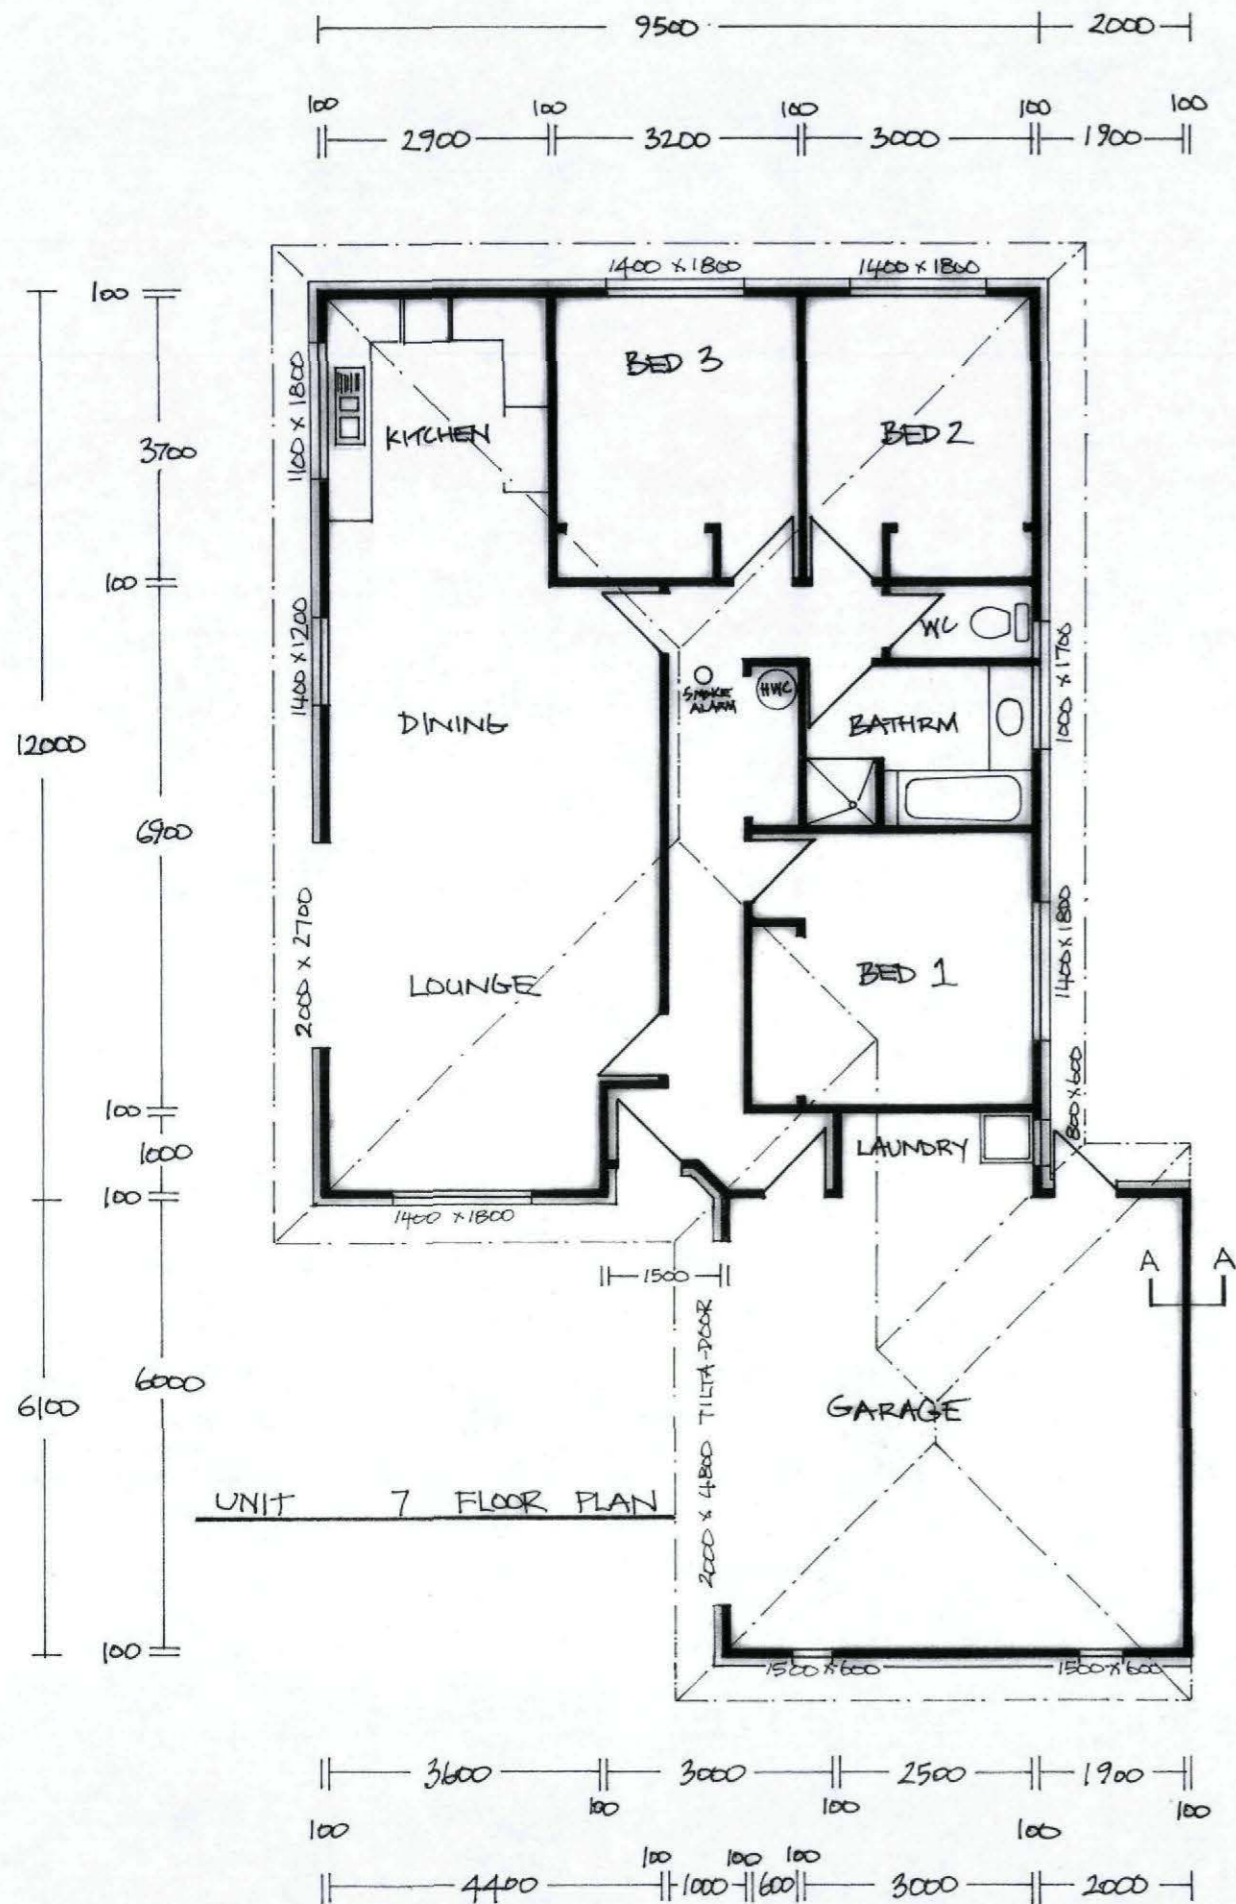 9500 2000
100 100 100 100 100
2900 3200 3000 1900
1400 x 1800 1400 x 1800
100
1100 x 1800
BED 3
KITCHEN
BED 2
3700
100
1400 x 1200
WC
1000 x 1700
SMOKE
ALARM
HWC
DINING
BATHRM
12000
6900
2000 x 2700
LOUNGE
BED 1
1400 x 1800
800 x 600
100
1000
LAUNDRY
100
1400 x 1800
1500
A A
2000 x 4800 TILTA-DOOR
6000
6100
GARAGE
UNIT 7 FLOOR PLAN
100
1500 x 600 1500 x 600
3600 3000 2500 1900
100 100 100 100 100
100 100 100
4400 1000 600 3000 2000